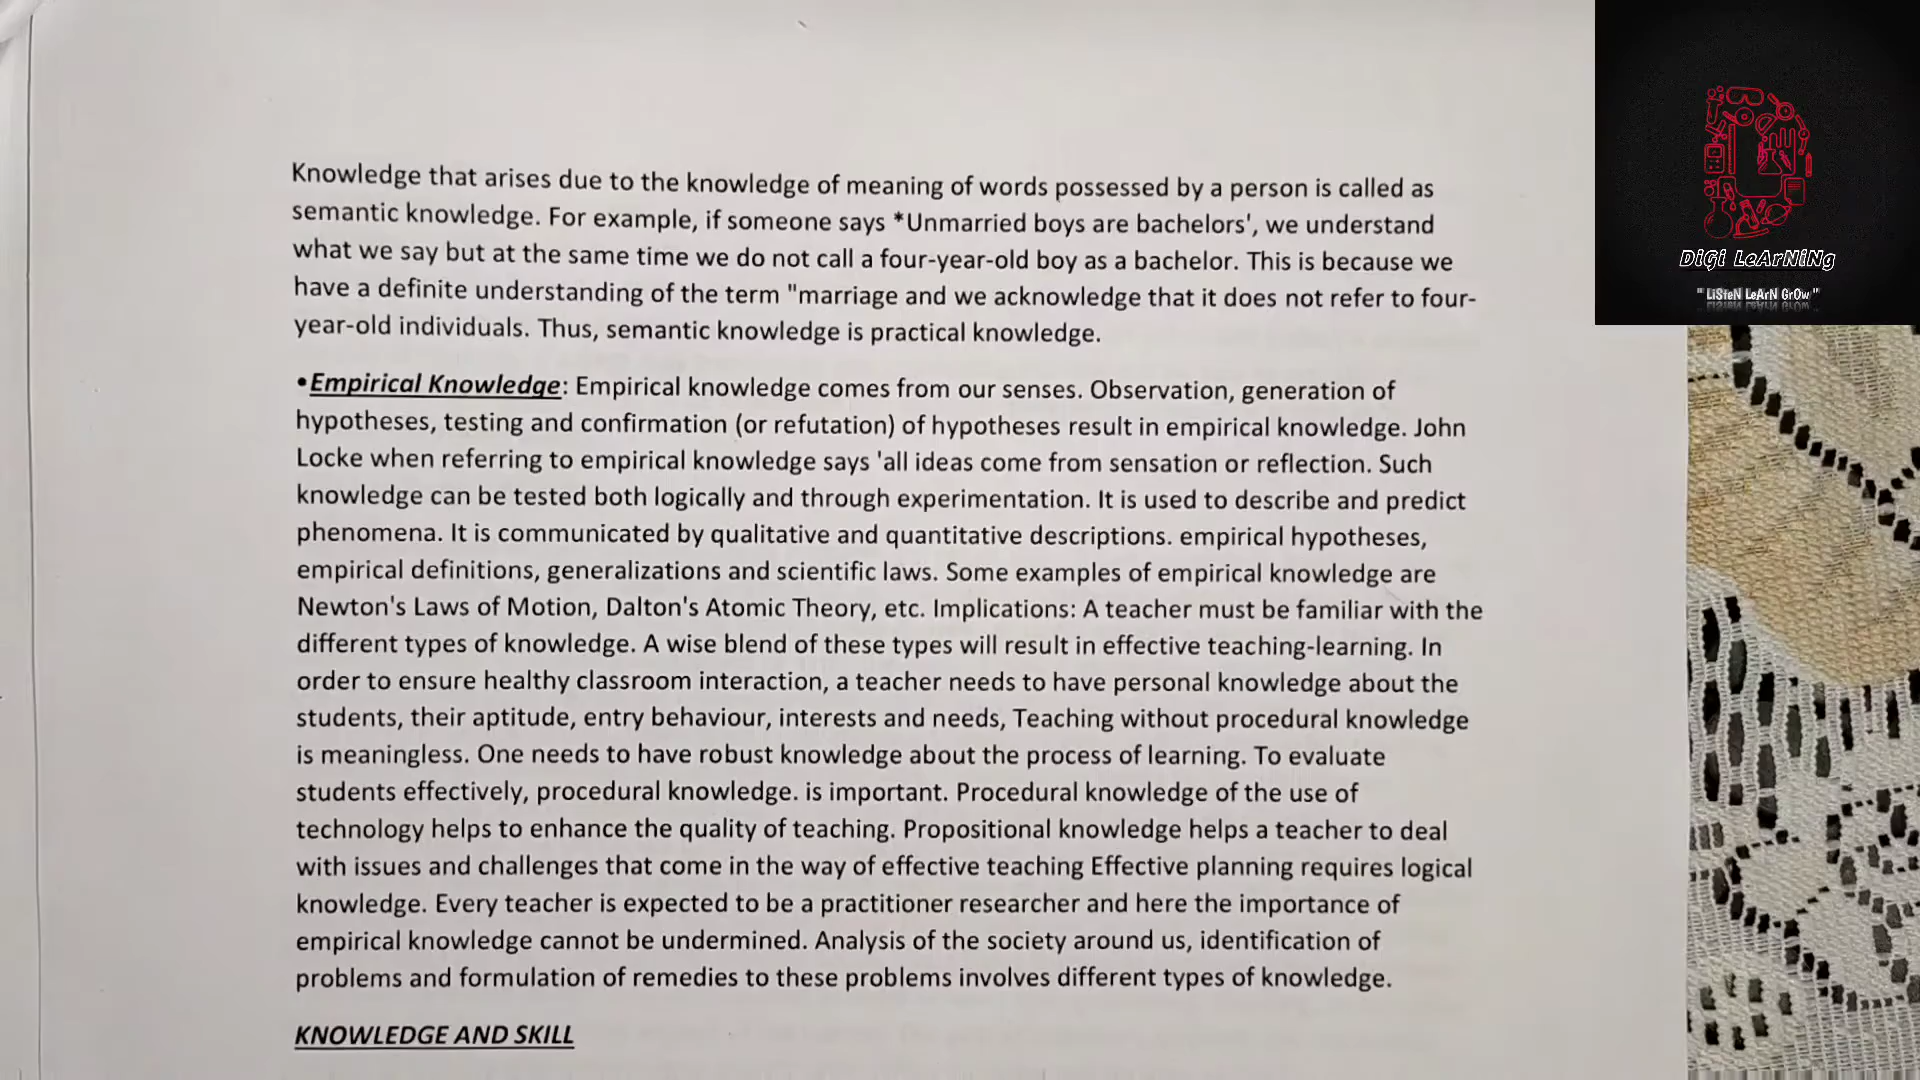 Knowledge that arises due to the knowledge of meaning of words possessed by a person is called as
semantic knowledge. For example, if someone says *Unmarried boys are bachelors', we understand
what we say but at the same time we do not call a four-year-old boy as a bachelor. This is because we
have a definite understanding of the term "marriage and we acknowledge that it does not refer to four-
year-old individuals. Thus, semantic knowledge is practical knowledge.
•Empirical Knowledge: Empirical knowledge comes from our senses. Observation, generation of
hypotheses, testing and confirmation (or refutation) of hypotheses result in empirical knowledge. John
Locke when referring to empirical knowledge says 'all ideas come from sensation or reflection. Such
knowledge can be tested both logically and through experimentation. It is used to describe and predict
phenomena. It is communicated by qualitative and quantitative descriptions. empirical hypotheses,
empirical definitions, generalizations and scientific laws. Some examples of empirical knowledge are
Newton's Laws of Motion, Dalton's Atomic Theory, etc. Implications: A teacher must be familiar with the
different types of knowledge. A wise blend of these types will result in effective teaching-learning. In
order to ensure healthy classroom interaction, a teacher needs to have personal knowledge about the
students, their aptitude, entry behaviour, interests and needs, Teaching without procedural knowledge
is meaningless. One needs to have robust knowledge about the process of learning. To evaluate
students effectively, procedural knowledge. is important. Procedural knowledge of the use of
technology helps to enhance the quality of teaching. Propositional knowledge helps a teacher to deal
with issues and challenges that come in the way of effective teaching Effective planning requires logical
knowledge. Every teacher is expected to be a practitioner researcher and here the importance of
empirical knowledge cannot be undermined. Analysis of the society around us, identification of
problems and formulation of remedies to these problems involves different types of knowledge.
KNOWLEDGE AND SKILL
DiGi LeArNiNg
"LiSteN LeArN GrOw"